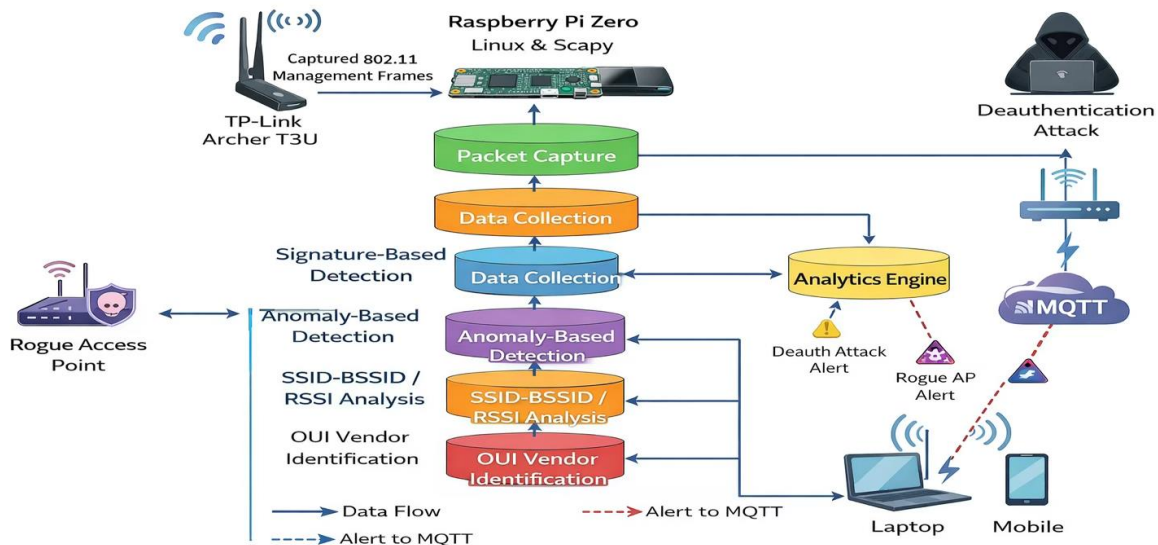 Raspberry Pi Zero
Linux & Scapy
Captured 802.11
Management Frames
TP-Link
Archer T3U
Deauthentication
Attack
Packet Capture
Data Collection
Signature-Based
Detection
Data Collection
Analytics Engine
MQTT
Rogue Access
Point
Anomaly-Based
Detection
Anomaly-Based
Detection
Deauth Attack
Alert
Rogue AP
Alert
SSID-BSSID /
RSSI Analysis
SSID-BSSID /
RSSI Analysis
OUI Vendor
Identification
OUI Vendor
Identification
Data Flow
Alert to MQTT
Alert to MQTT
Laptop
Mobile